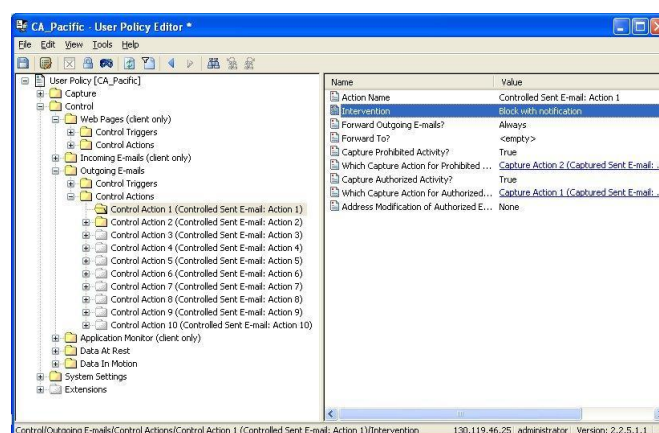 CA_Pacific - User Policy Editor *
File Edit View Tools Help
User Policy [CA_Pacific]
Capture
Control
Web Pages (client only)
Control Triggers
Control Actions
Incoming E-mails (client only)
Outgoing E-mails
Control Triggers
Control Actions
Control Action 1 (Controlled Sent E-mail: Action 1)
Control Action 2 (Controlled Sent E-mail: Action 2)
Control Action 3 (Controlled Sent E-mail: Action 3)
Control Action 4 (Controlled Sent E-mail: Action 4)
Control Action 5 (Controlled Sent E-mail: Action 5)
Control Action 6 (Controlled Sent E-mail: Action 6)
Control Action 7 (Controlled Sent E-mail: Action 7)
Control Action 8 (Controlled Sent E-mail: Action 8)
Control Action 9 (Controlled Sent E-mail: Action 9)
Control Action 10 (Controlled Sent E-mail: Action 10)
Application Monitor (client only)
Data At Rest
Data In Motion
System Settings
Extensions
Name Value
Action Name Controlled Sent E-mail: Action 1
Intervention Block with notification
Forward Outgoing E-mails? Always
Forward To? <empty>
Capture Prohibited Activity? True
Which Capture Action for Prohibited ... Capture Action 2 (Captured Sent E-mail: .
Capture Authorized Activity? True
Which Capture Action for Authorized... Capture Action 1 (Captured Sent E-mail: .
Address Modification of Authorized E... None
Control/Outgoing E-mails/Control Actions/Control Action 1 (Controlled Sent E-mail: Action 1)/Intervention 130.119.46.25 administrator Version: 2.2.5.1.1